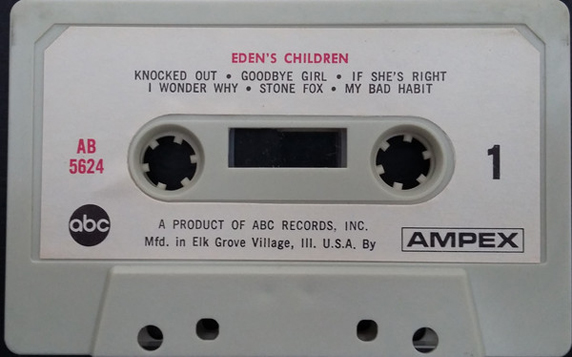 EDEN'S CHILDREN
KNOCKED OUT • GOODBYE GIRL • IF SHE'S RIGHT
I WONDER WHY • STONE FOX • MY BAD HABIT
AB
5624
1
abc
A PRODUCT OF ABC RECORDS, INC.
Mfd. in Elk Grove Village, Ill. U.S.A. By
AMPEX